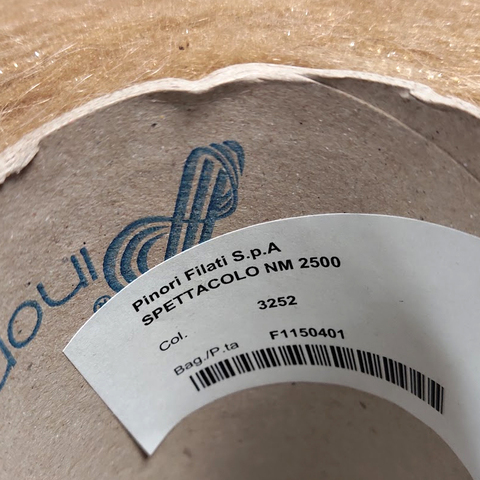 Pinori Filati S.p.A
SPETTACOLO NM 2500
Col. 3252
Bag./P.ta F1150401